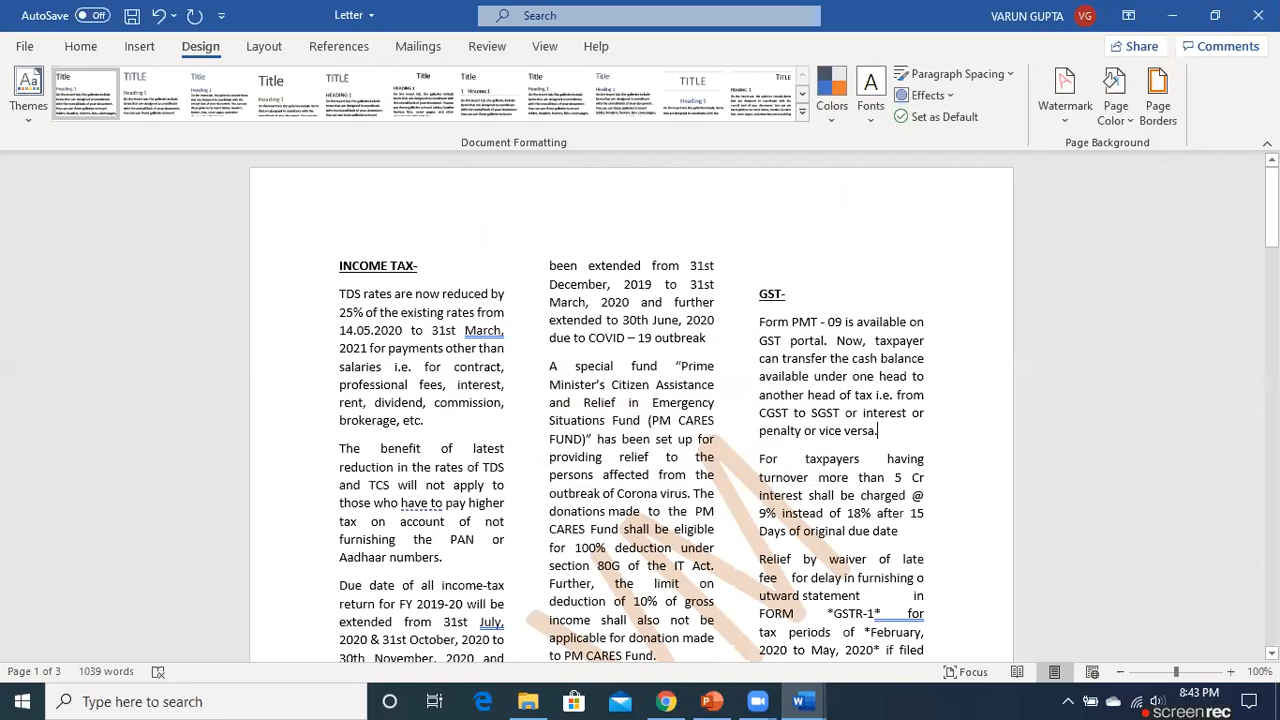 AutoSave Off
Letter
Search
VARUN GUPTA VG
File Home Insert Design Layout References Mailings Review View Help
Share Comments
Themes
Colors Fonts
Paragraph Spacing
Effects
Set as Default
Watermark Page Color Page Borders
Document Formatting
Page Background
INCOME TAX-
TDS rates are now reduced by
25% of the existing rates from
14.05.2020 to 31st March,
2021 for payments other than
salaries i.e. for contract,
professional fees, interest,
rent, dividend, commission,
brokerage, etc.
The benefit of latest
reduction in the rates of TDS
and TCS will not apply to
those who have to pay higher
tax on account of not
furnishing the PAN or
Aadhaar numbers.
Due date of all income-tax
return for FY 2019-20 will be
extended from 31st July,
2020 & 31st October, 2020 to
30th November, 2020 and
been extended from 31st
December, 2019 to 31st
March, 2020 and further
extended to 30th June, 2020
due to COVID – 19 outbreak
A special fund “Prime
Minister’s Citizen Assistance
and Relief in Emergency
Situations Fund (PM CARES
FUND)” has been set up for
providing relief to the
persons affected from the
outbreak of Corona virus. The
donations made to the PM
CARES Fund shall be eligible
for 100% deduction under
section 80G of the IT Act.
Further, the limit on
deduction of 10% of gross
income shall also not be
applicable for donation made
to PM CARES Fund.
GST-
Form PMT - 09 is available on
GST portal. Now, taxpayer
can transfer the cash balance
available under one head to
another head of tax i.e. from
CGST to SGST or interest or
penalty or vice versa.
For taxpayers having
turnover more than 5 Cr
interest shall be charged @
9% instead of 18% after 15
Days of original due date
Relief by waiver of late
fee for delay in furnishing o
utward statement in
FORM *GSTR-1* for
tax periods of *February,
2020 to May, 2020* if filed
Page 1 of 3 1039 words
Focus
100%
Type here to search
8:43 PM
screenrec